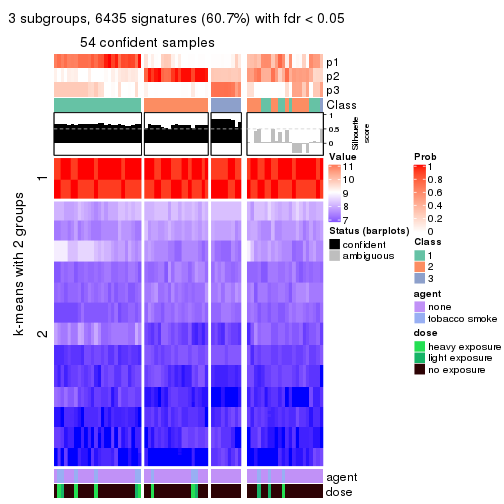 3 subgroups, 6435 signatures (60.7%) with fdr < 0.05
54 confident samples
p1
p2
p3
Class
1
0.5
0
Silhouette
score
k-means with 2 groups
1
2
agent
dose
Value
11
10
9
8
7
Status (barplots)
confident
ambiguous
Prob
1
0.8
0.6
0.4
0.2
0
Class
1
2
3
agent
none
tobacco smoke
dose
heavy exposure
light exposure
no exposure